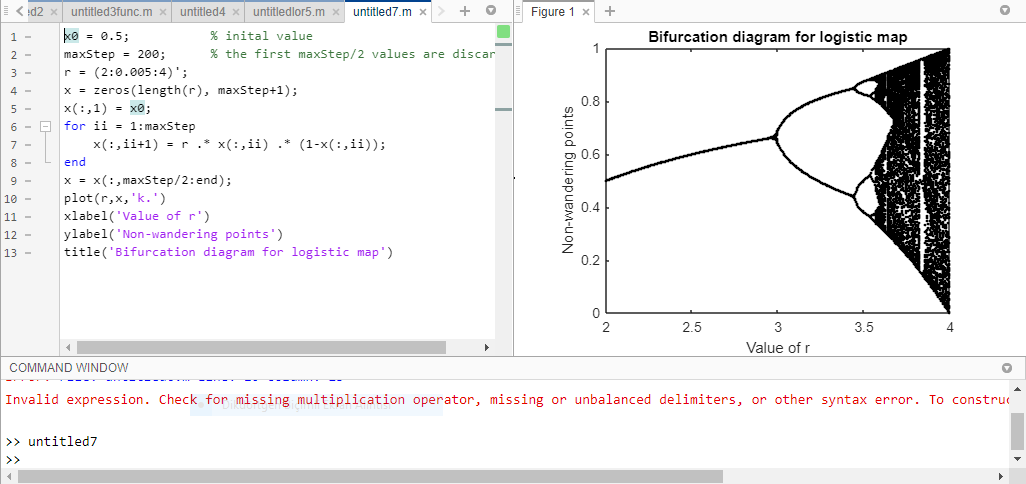 d2 × untitled3func.m × untitled4 × untitledlor5.m × untitled7.m × +
1 – x0 = 0.5; % inital value
2 – maxStep = 200; % the first maxStep/2 values are discar
3 – r = (2:0.005:4)';
4 – x = zeros(length(r), maxStep+1);
5 – x(:,1) = x0;
6 – for ii = 1:maxStep
7 – x(:,ii+1) = r .* x(:,ii) .* (1-x(:,ii));
8 – end
9 – x = x(:,maxStep/2:end);
10 – plot(r,x,'k.')
11 – xlabel('Value of r')
12 – ylabel('Non-wandering points')
13 – title('Bifurcation diagram for logistic map')
Figure 1 × +
Bifurcation diagram for logistic map
1
0.8
0.6
0.4
0.2
0
Non-wandering points
2 2.5 3 3.5 4
Value of r
COMMAND WINDOW
Invalid expression. Check for missing multiplication operator, missing or unbalanced delimiters, or other syntax error. To construc
>> untitled7
>>